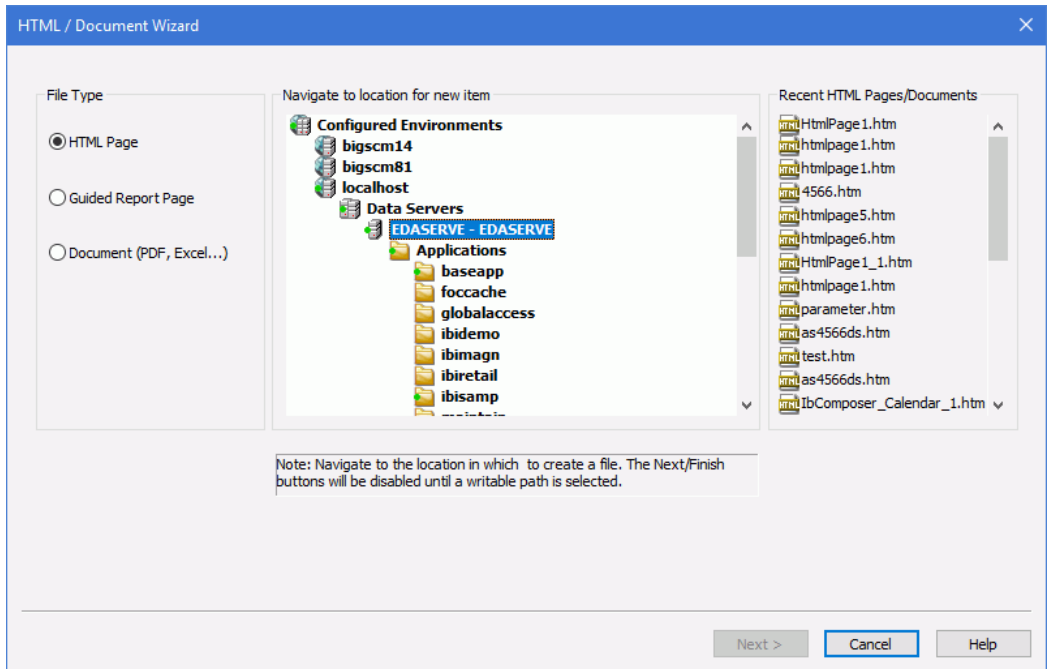 HTML / Document Wizard
File Type
HTML Page
Guided Report Page
Document (PDF, Excel...)
Navigate to location for new item
Configured Environments
bigscm14
bigscm81
localhost
Data Servers
EDASERVE - EDASERVE
Applications
baseapp
foccache
globalaccess
ibidemo
ibimagn
ibiretail
ibisamp
Recent HTML Pages/Documents
HtmlPage1.htm
htmlpage1.htm
htmlpage1.htm
4566.htm
htmlpage5.htm
htmlpage6.htm
HtmlPage1_1.htm
htmlpage1.htm
parameter.htm
as4566ds.htm
test.htm
as4566ds.htm
IbComposer_Calendar_1.htm
Note: Navigate to the location in which to create a file. The Next/Finish
buttons will be disabled until a writable path is selected.
Next >
Cancel
Help